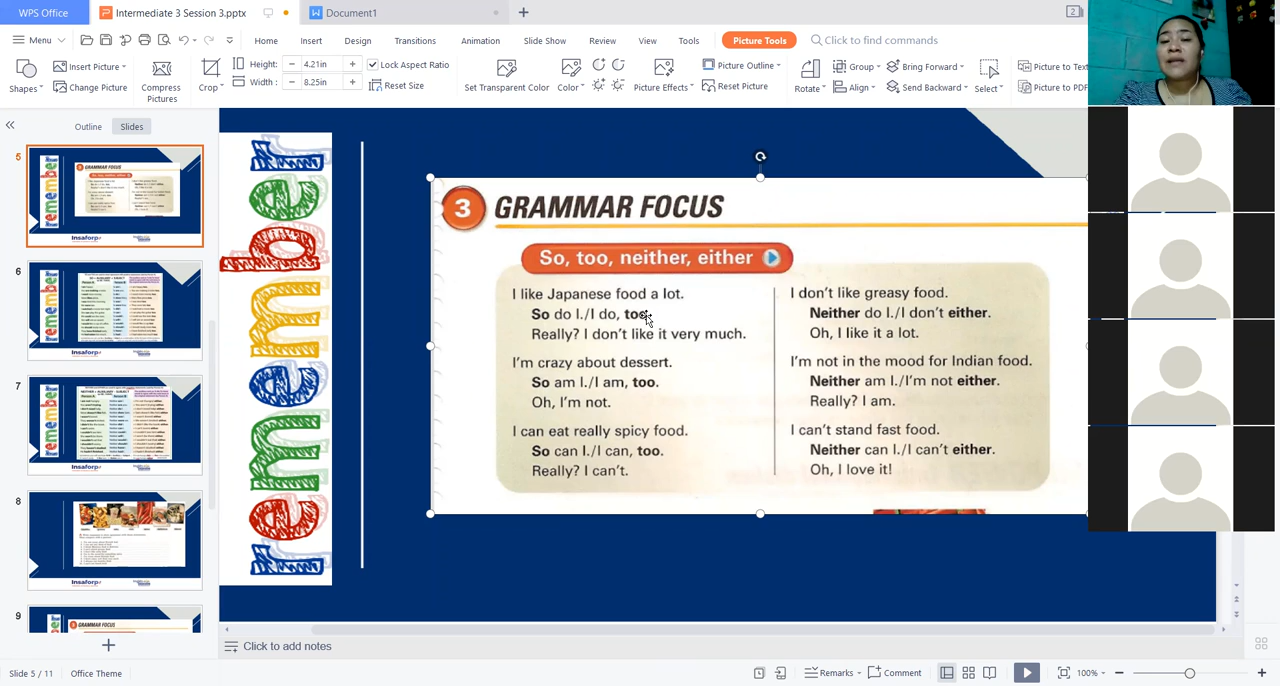 WPS Office
Intermediate 3 Session 3.pptx
Document1
2
Menu
Home
Insert
Design
Transitions
Animation
Slide Show
Review
View
Tools
Picture Tools
Click to find commands
Shapes
Insert Picture
Change Picture
Compress Pictures
Crop
Height: 4.21in
Width : 8.25in
Lock Aspect Ratio
Reset Size
Set Transparent Color
Color
Picture Effects
Picture Outline
Reset Picture
Rotate
Group
Align
Bring Forward
Send Backward
Select
Picture to Text
Picture to PDF
Outline
Slides
5
6
7
8
9
Remember
3 GRAMMAR FOCUS
So, too, neither, either
I like Japanese food a lot.
So do I./I do, too.
Really? I don't like it very much.
I'm crazy about dessert.
So am I./I am, too.
Oh, I'm not.
I can eat really spicy food.
So can I./I can, too.
Really? I can't.
I don't like greasy food.
Neither do I./I don't either.
Oh, I like it a lot.
I'm not in the mood for Indian food.
Neither am I./I'm not either.
Really? I am.
I can't stand fast food.
Neither can I./I can't either.
Oh, I love it!
Click to add notes
Slide 5 / 11
Office Theme
Remarks
Comment
100%